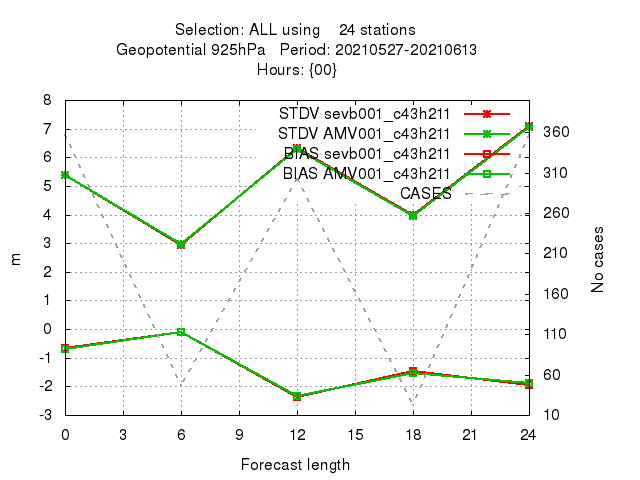 Selection: ALL using    24 stations
Geopotential 925hPa   Period: 20210527-20210613
Hours: {00}
STDV sevb001_c43h211
STDV AMV001_c43h211
BIAS sevb001_c43h211
BIAS AMV001_c43h211
CASES
8
7
6
5
4
3
2
1
0
-1
-2
-3
m
360
310
260
210
160
110
60
10
No cases
0 3 6 9 12 15 18 21 24
Forecast length